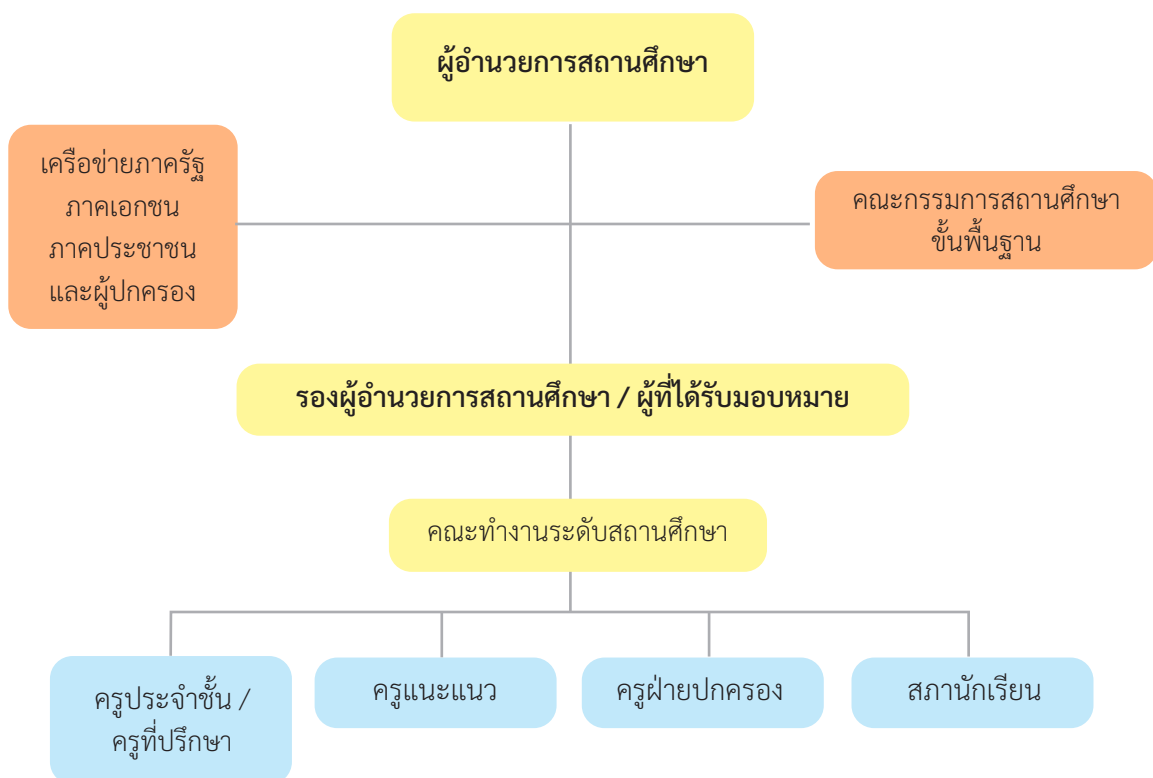 ผู้อำนวยการสถานศึกษา
เครือข่ายภาครัฐ
ภาคเอกชน
ภาคประชาชน
และผู้ปกครอง
คณะกรรมการสถานศึกษา
ขั้นพื้นฐาน
รองผู้อำนวยการสถานศึกษา / ผู้ที่ได้รับมอบหมาย
คณะทำงานระดับสถานศึกษา
ครูประจำชั้น /
ครูที่ปรึกษา
ครูแนะแนว
ครูฝ่ายปกครอง
สภานักเรียน